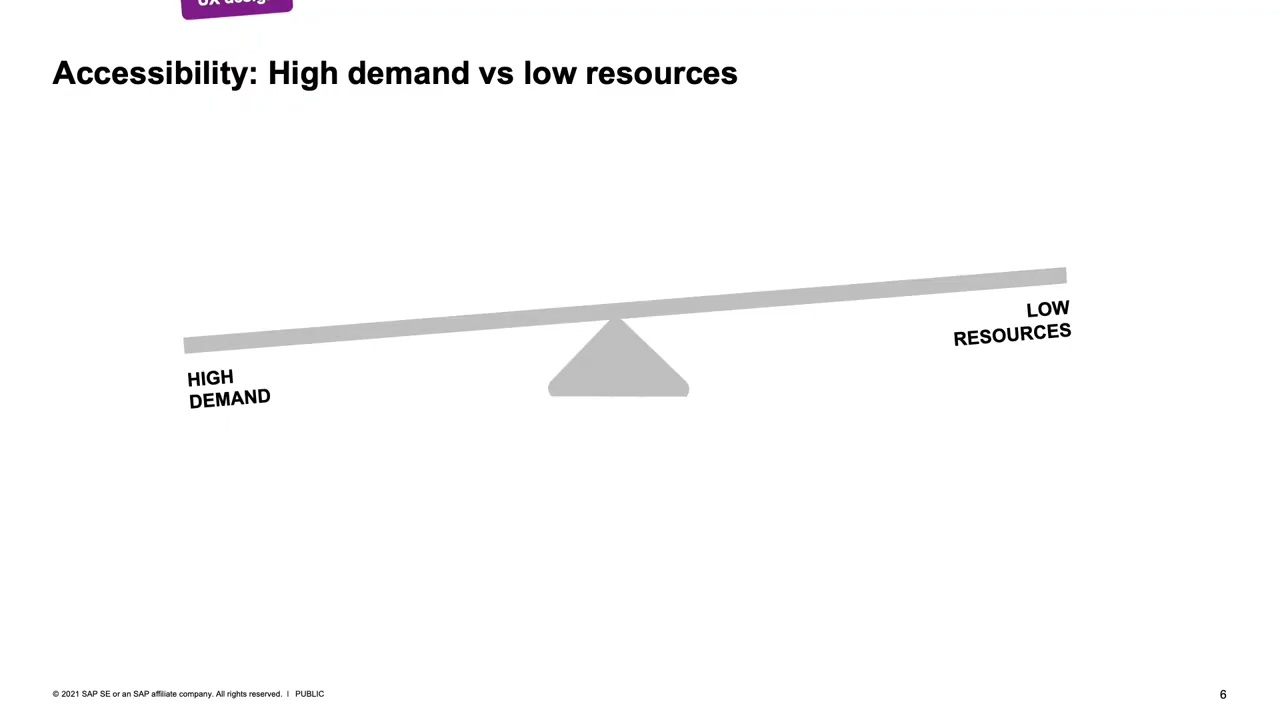 UX design
Accessibility: High demand vs low resources
LOW
RESOURCES
HIGH
DEMAND
© 2021 SAP SE or an SAP affiliate company. All rights reserved. | PUBLIC
6